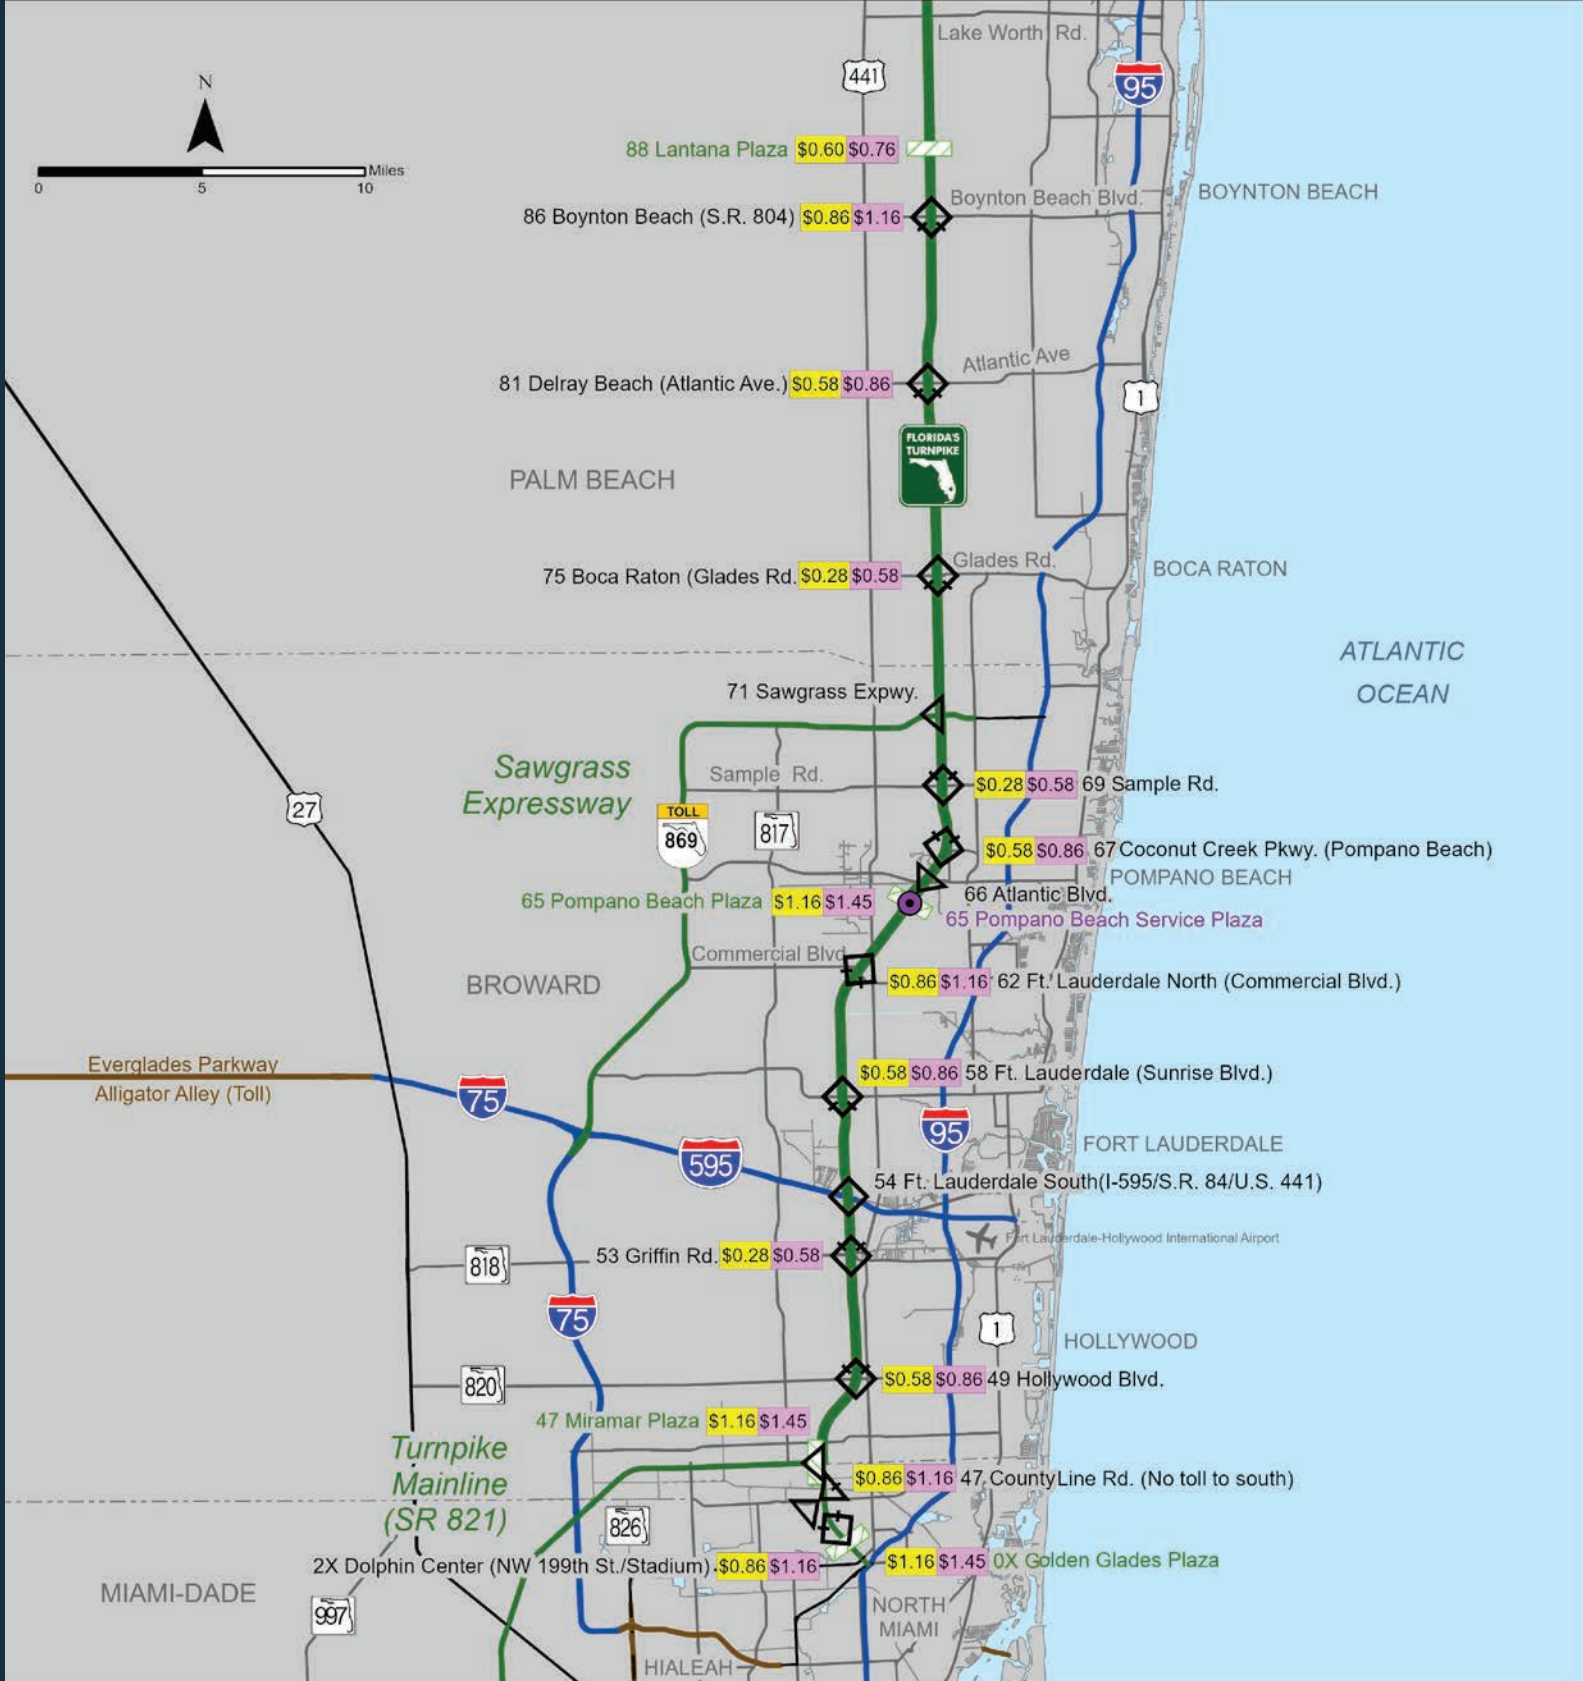 Lake Worth Rd.
441
95
N
Miles
0 5 10
88 Lantana Plaza $0.60 $0.76
BOYNTON BEACH
Boynton Beach Blvd.
86 Boynton Beach (S.R. 804) $0.86 $1.16
Atlantic Ave
81 Delray Beach (Atlantic Ave.) $0.58 $0.86
1
FLORIDA'S
TURNPIKE
PALM BEACH
Glades Rd.
BOCA RATON
75 Boca Raton (Glades Rd. $0.28 $0.58
ATLANTIC
OCEAN
71 Sawgrass Expwy.
Sawgrass
Expressway
Sample Rd.
$0.28 $0.58 69 Sample Rd.
27
TOLL
869
817
$0.58 $0.86 67 Coconut Creek Pkwy. (Pompano Beach)
POMPANO BEACH
66 Atlantic Blvd.
65 Pompano Beach Plaza $1.16 $1.45
65 Pompano Beach Service Plaza
Commercial Blvd
BROWARD
$0.86 $1.16 62 Ft. Lauderdale North (Commercial Blvd.)
Everglades Parkway
Alligator Alley (Toll)
$0.58 $0.86 58 Ft. Lauderdale (Sunrise Blvd.)
75
95
FORT LAUDERDALE
595
54 Ft. Lauderdale South(I-595/S.R. 84/U.S. 441)
Fort Lauderdale-Hollywood International Airport
53 Griffin Rd. $0.28 $0.58
818
75
1
HOLLYWOOD
820
$0.58 $0.86 49 Hollywood Blvd.
47 Miramar Plaza $1.16 $1.45
Turnpike
Mainline
(SR 821)
$0.86 $1.16 47 CountyLine Rd. (No toll to south)
826
2X Dolphin Center (NW 199th St./Stadium) $0.86 $1.16
$1.16 $1.45 0X Golden Glades Plaza
MIAMI-DADE
997
NORTH
MIAMI
HIALEAH